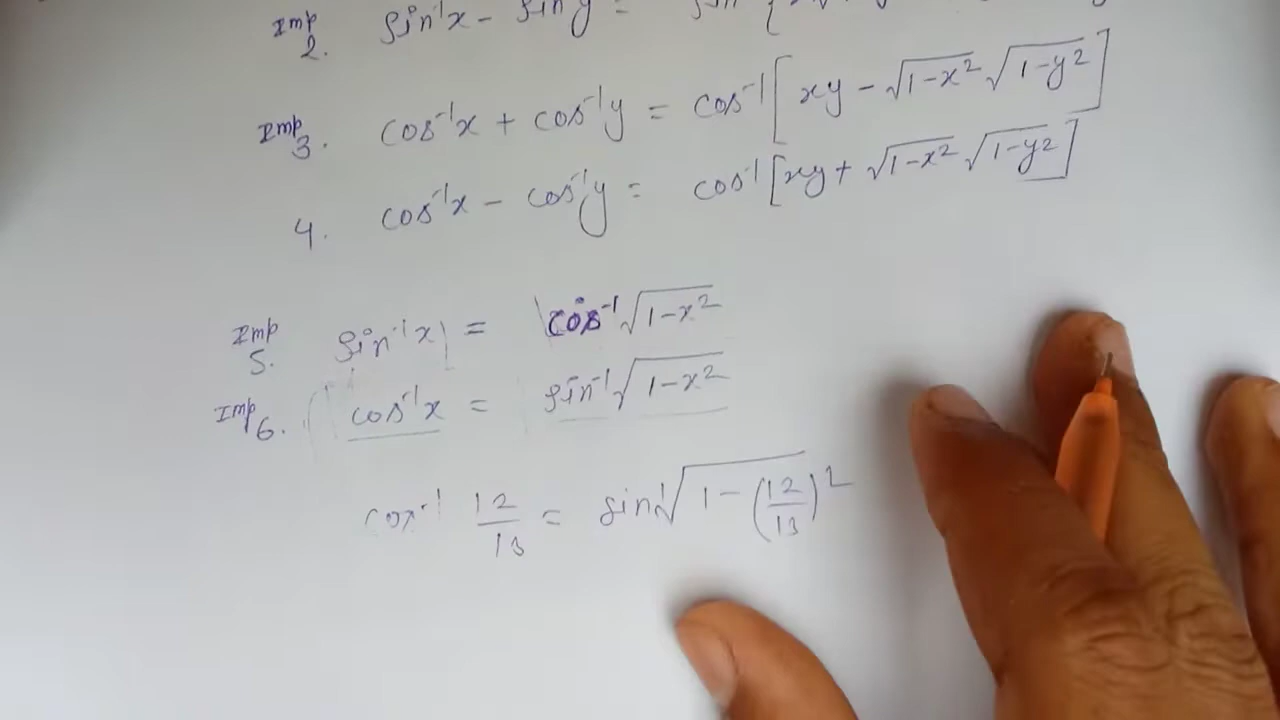 Imp 2. sin⁻¹x - sin⁻¹y =
Imp 3. cos⁻¹x + cos⁻¹y = cos⁻¹[xy - √1-x² √1-y²]
4. cos⁻¹x - cos⁻¹y = cos⁻¹[xy + √1-x² √1-y²]
Imp 5. sin⁻¹x = cos⁻¹√1-x²
Imp 6. cos⁻¹x = sin⁻¹√1-x²
cos⁻¹ 12/13 = sin⁻¹√1-(12/13)²